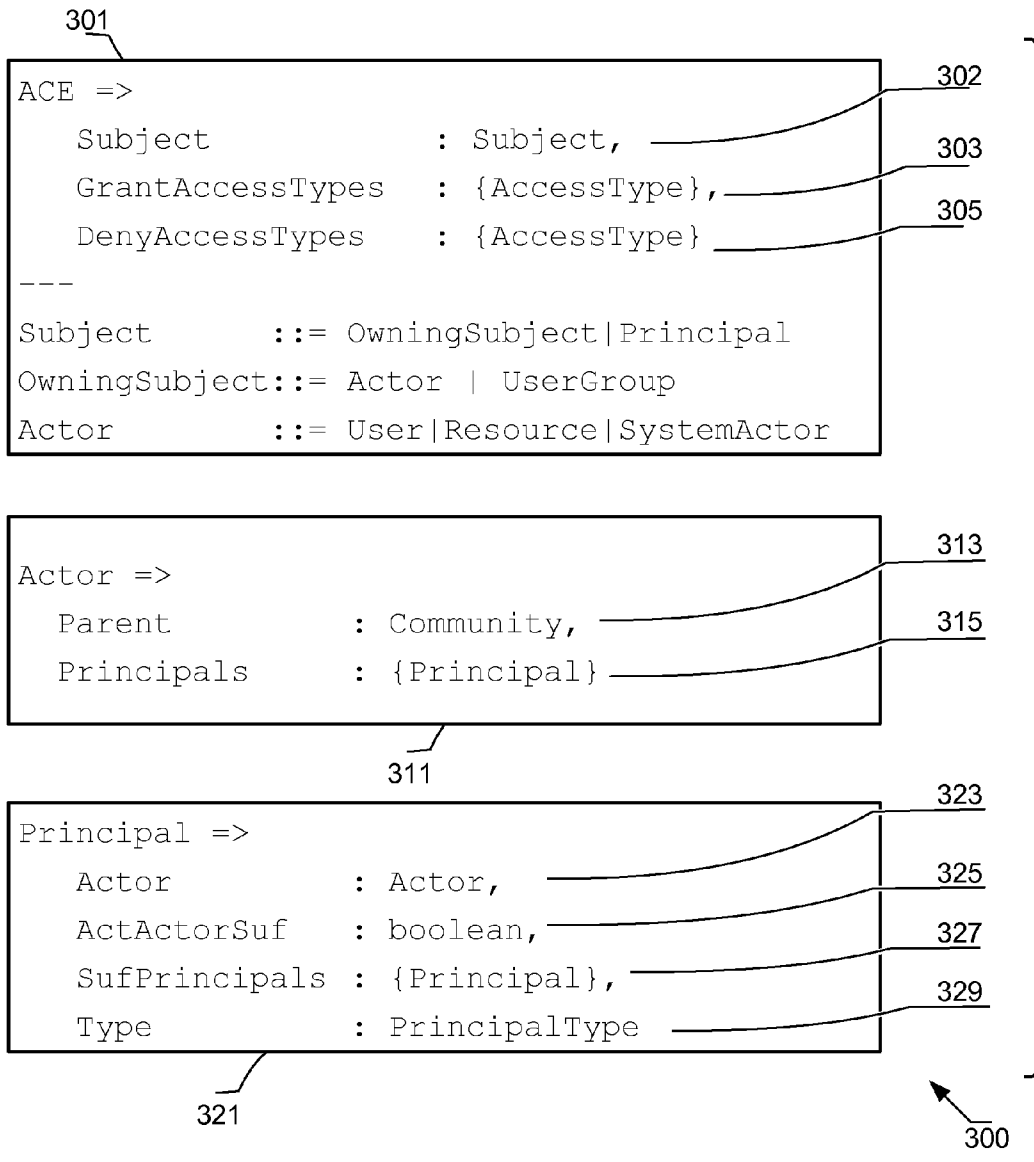 301
ACE =>
Subject : Subject, 302
GrantAccessTypes : {AccessType}, 303
DenyAccessTypes : {AccessType} 305
---
Subject ::= OwningSubject|Principal
OwningSubject::= Actor | UserGroup
Actor ::= User|Resource|SystemActor
Actor =>
Parent : Community, 313
Principals : {Principal} 315
311
Principal =>
Actor : Actor, 323
ActActorSuf : boolean, 325
SufPrincipals : {Principal}, 327
Type : PrincipalType 329
321
300